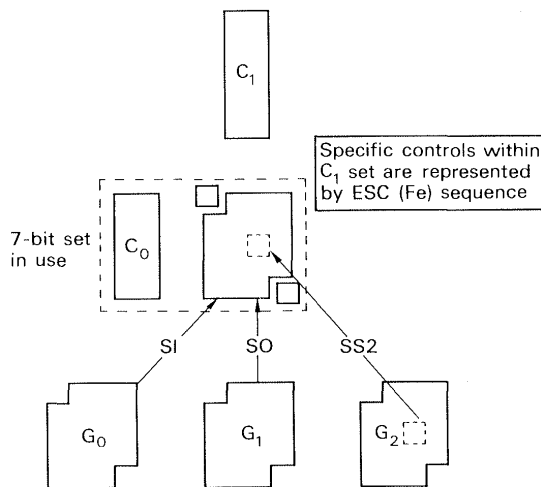 C₁
Specific controls within
C₁ set are represented
by ESC (Fe) sequence
7-bit set
in use
C₀
SI
SO
SS2
G₀
G₁
G₂